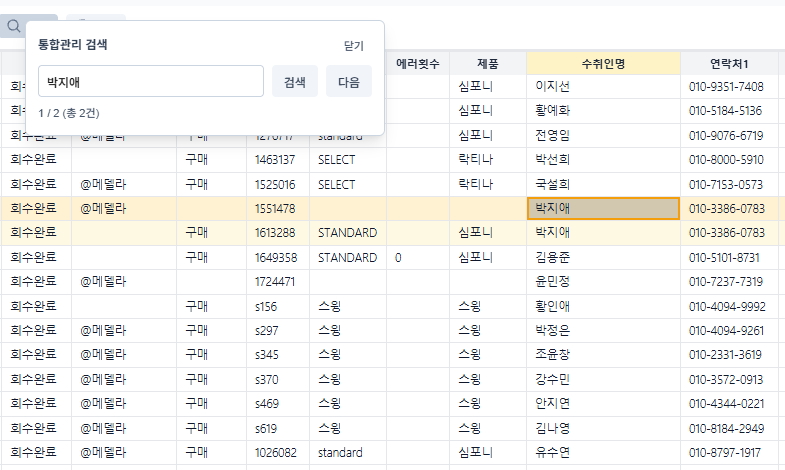 통합관리 검색 닫기
박지애 검색 다음
1 / 2 (총 2건)
에러횟수 제품 수취인명 연락처1
회수 심포니 이지선 010-9351-7408
회수 심포니 황예화 010-5184-5136
회수완료 @메델라 구매 1270717 standard 심포니 전영임 010-9076-6719
회수완료 구매 1463137 SELECT 락티나 박선희 010-8000-5910
회수완료 @메델라 구매 1525016 SELECT 락티나 국설희 010-7153-0573
회수완료 @메델라 1551478 박지애 010-3386-0783
회수완료 구매 1613288 STANDARD 심포니 박지애 010-3386-0783
회수완료 구매 1649358 STANDARD 0 심포니 김용준 010-5101-8731
회수완료 @메델라 1724471 윤민정 010-7237-7319
회수완료 구매 s156 스윙 스윙 황인애 010-4094-9992
회수완료 @메델라 구매 s297 스윙 스윙 박정은 010-4094-9261
회수완료 @메델라 구매 s345 스윙 스윙 조윤창 010-2331-3619
회수완료 @메델라 구매 s370 스윙 스윙 강수민 010-3572-0913
회수완료 @메델라 구매 s469 스윙 스윙 안지연 010-4344-0221
회수완료 @메델라 구매 s619 스윙 스윙 김나영 010-8184-2949
회수완료 @메델라 구매 1026082 standard 심포니 유수연 010-8797-1917